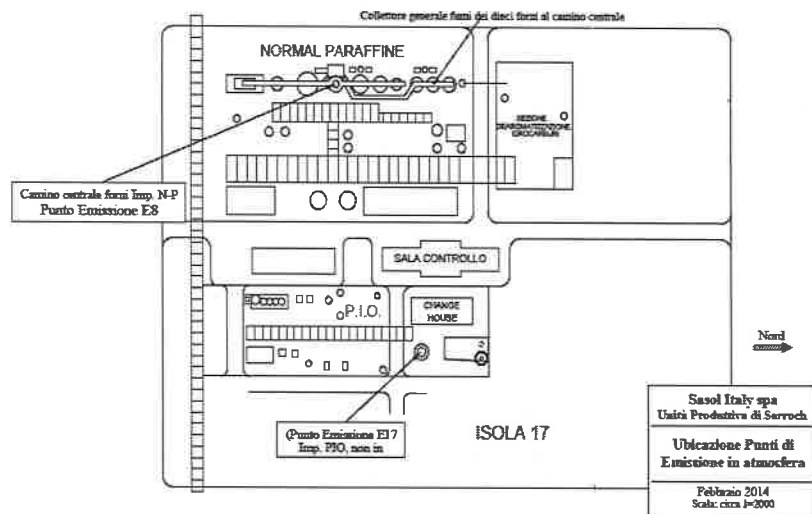 Collettore generale fumi dei dieci forni al camino centrale
NORMAL PARAFFINE
SEZIONE
DEAROMATIZZAZIONE
IDROCARBURI
Camino centrale forni Imp. N-P
Punto Emissione E8
SALA CONTROLLO
P.I.O.
CHANGE
HOUSE
Nord
(Punto Emissione E17
Imp. PIO, non in
ISOLA 17
Sasol Italy spa
Unità Produttiva di Sarroch
Ubicazione Punti di
Emissione in atmosfera
Febbraio 2014
Scala: circa 1=2000